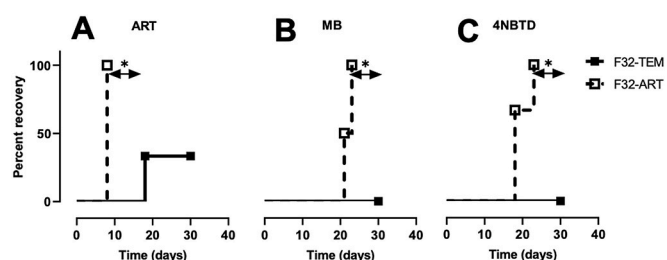 A ART
B MB
C 4NBTD
* * *
F32-TEM
F32-ART
Percent recovery
100
50
0
0 10 20 30 40
0 10 20 30 40
0 10 20 30 40
Time (days)
Time (days)
Time (days)